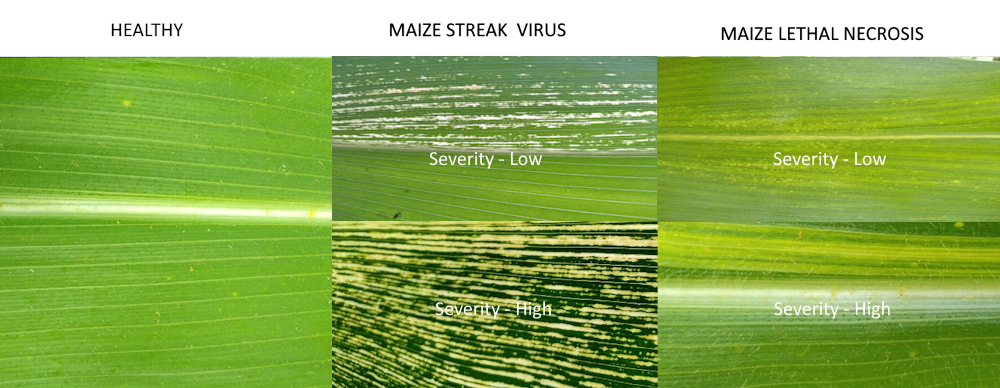 HEALTHY
MAIZE STREAK VIRUS
MAIZE LETHAL NECROSIS
Severity - Low
Severity - Low
Severity - High
Severity - High